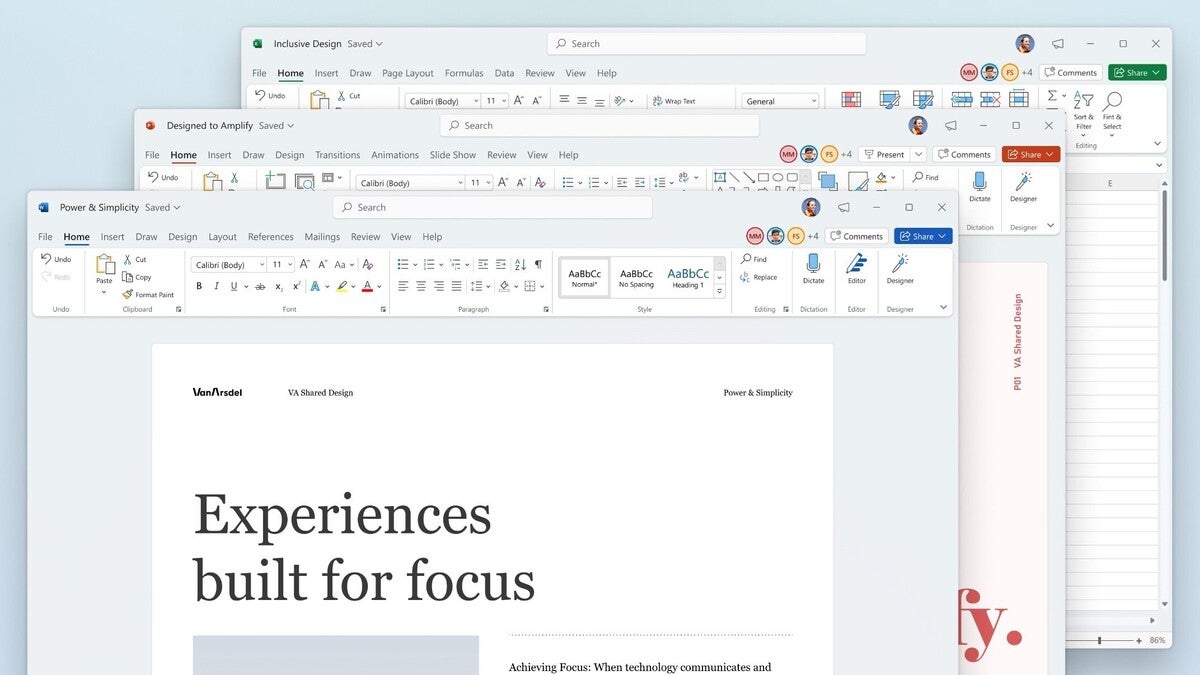 Inclusive Design Saved
Search
File Home Insert Draw Page Layout Formulas Data Review View Help
MM FS +4 Comments Share
Undo Cut Calibri (Body) 11 Wrap Text General
Sort & Filter
Fint & Select
Editing
E
86%
Designed to Amplify Saved
Search
File Home Insert Draw Design Transitions Animations Slide Show Review View Help
MM FS +4 Present Comments Share
Undo Calibri (Body) 11 Find
Dictate Designer
Dictation Designer
P01 VA Shared Design
fy.
Power & Simplicity Saved
Search
File Home Insert Draw Design Layout References Mailings Review View Help
MM FS +4 Comments Share
Undo
Redo
Paste
Cut
Copy
Format Paint
Calibri (Body) 11 Aa
B I U ab x₂ x² A A
AaBbCc AaBbCc AaBbCc
Normal* No Spacing Heading 1
Find
Replace
Dictate Editor Designer
Undo Clipboard Font Paragraph Style Editing Dictation Editor Designer
VanArsdel VA Shared Design Power & Simplicity
Experiences
built for focus
Achieving Focus: When technology communicates and